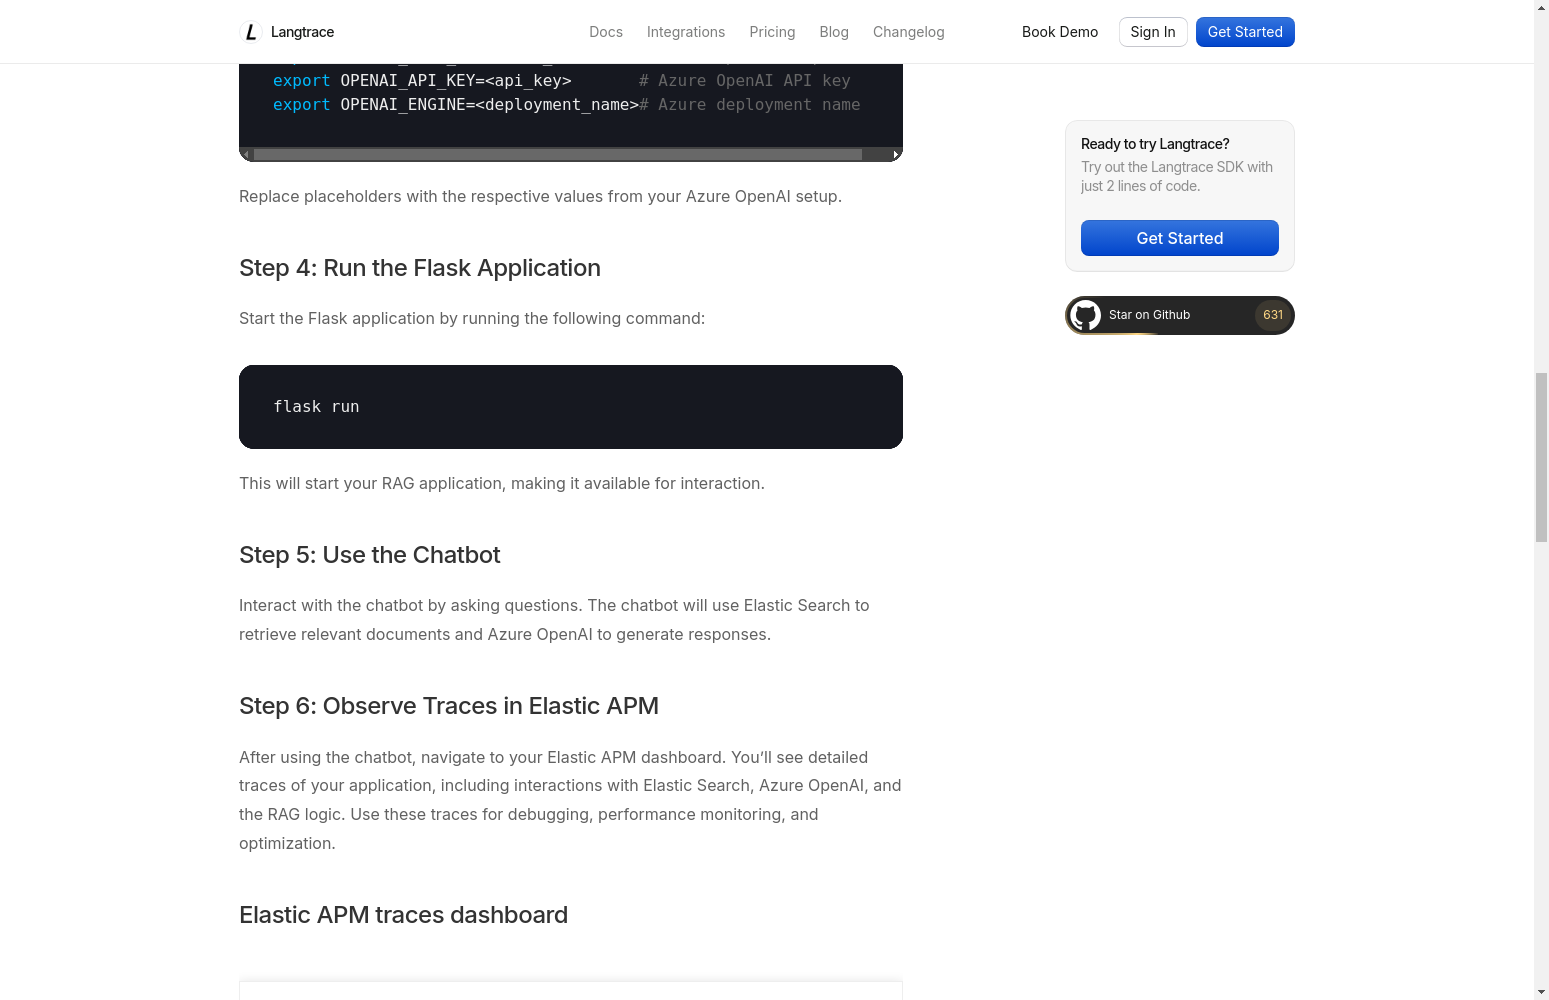 Langtrace
Docs
Integrations
Pricing
Blog
Changelog
Book Demo
Sign In
Get Started
export OPENAI_API_KEY=<api_key>       # Azure OpenAI API key
export OPENAI_ENGINE=<deployment_name># Azure deployment name
Replace placeholders with the respective values from your Azure OpenAI setup.
Step 4: Run the Flask Application
Start the Flask application by running the following command:
flask run
This will start your RAG application, making it available for interaction.
Step 5: Use the Chatbot
Interact with the chatbot by asking questions. The chatbot will use Elastic Search to
retrieve relevant documents and Azure OpenAI to generate responses.
Step 6: Observe Traces in Elastic APM
After using the chatbot, navigate to your Elastic APM dashboard. You’ll see detailed
traces of your application, including interactions with Elastic Search, Azure OpenAI, and
the RAG logic. Use these traces for debugging, performance monitoring, and
optimization.
Elastic APM traces dashboard
Ready to try Langtrace?
Try out the Langtrace SDK with
just 2 lines of code.
Get Started
Star on Github
631